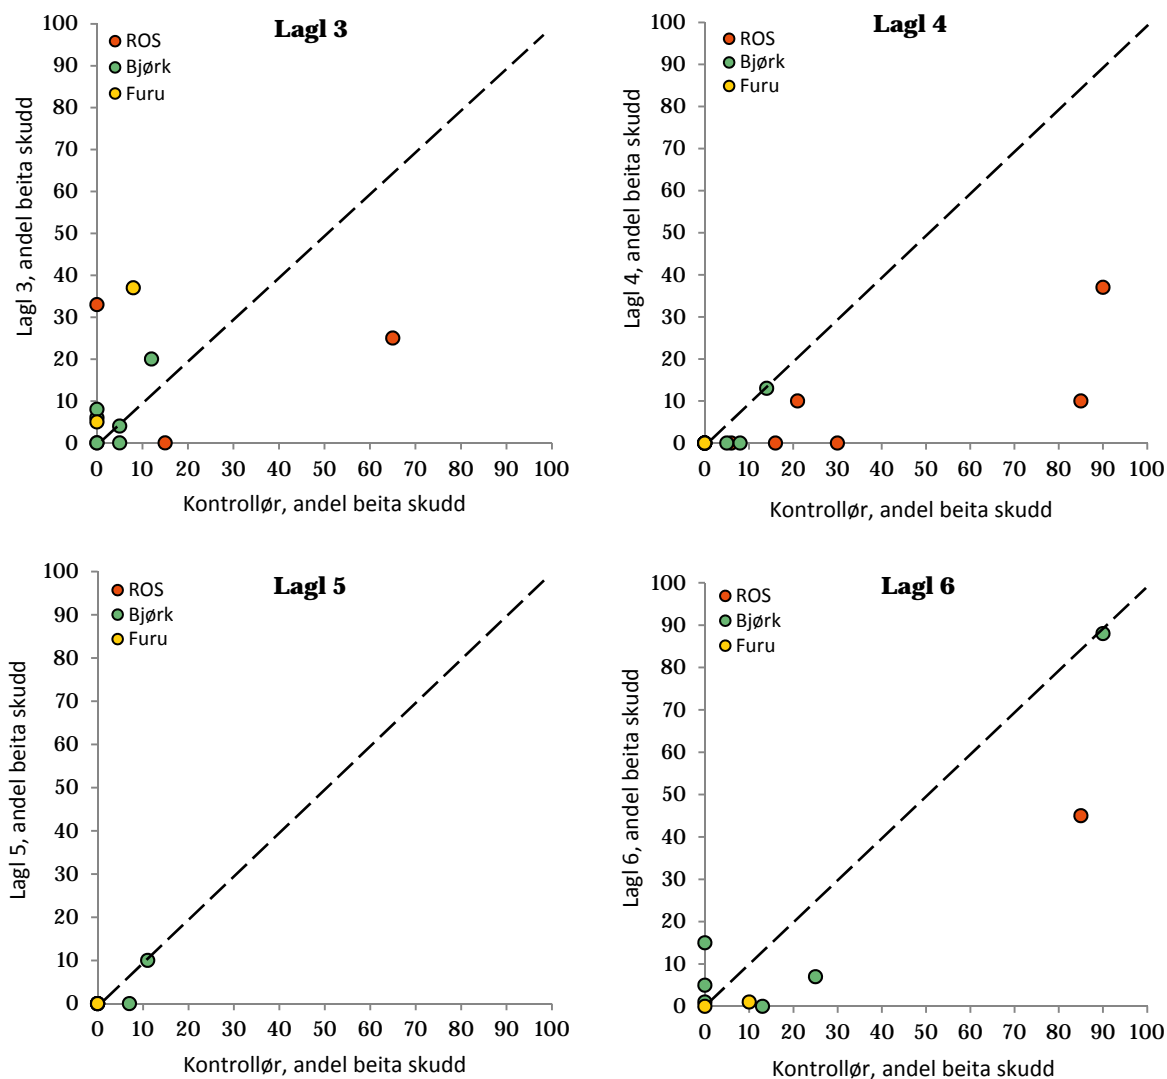 Lagl 3
ROS
Bjørk
Furu
Lagl 3, andel beita skudd
100
90
80
70
60
50
40
30
20
10
0
0 10 20 30 40 50 60 70 80 90 100
Kontrollør, andel beita skudd
Lagl 4
ROS
Bjørk
Furu
Lagl 4, andel beita skudd
100
90
80
70
60
50
40
30
20
10
0
0 10 20 30 40 50 60 70 80 90 100
Kontrollør, andel beita skudd
Lagl 5
ROS
Bjørk
Furu
Lagl 5, andel beita skudd
100
90
80
70
60
50
40
30
20
10
0
0 10 20 30 40 50 60 70 80 90 100
Kontrollør, andel beita skudd
Lagl 6
ROS
Bjørk
Furu
Lagl 6, andel beita skudd
100
90
80
70
60
50
40
30
20
10
0
0 10 20 30 40 50 60 70 80 90 100
Kontrollør, andel beita skudd